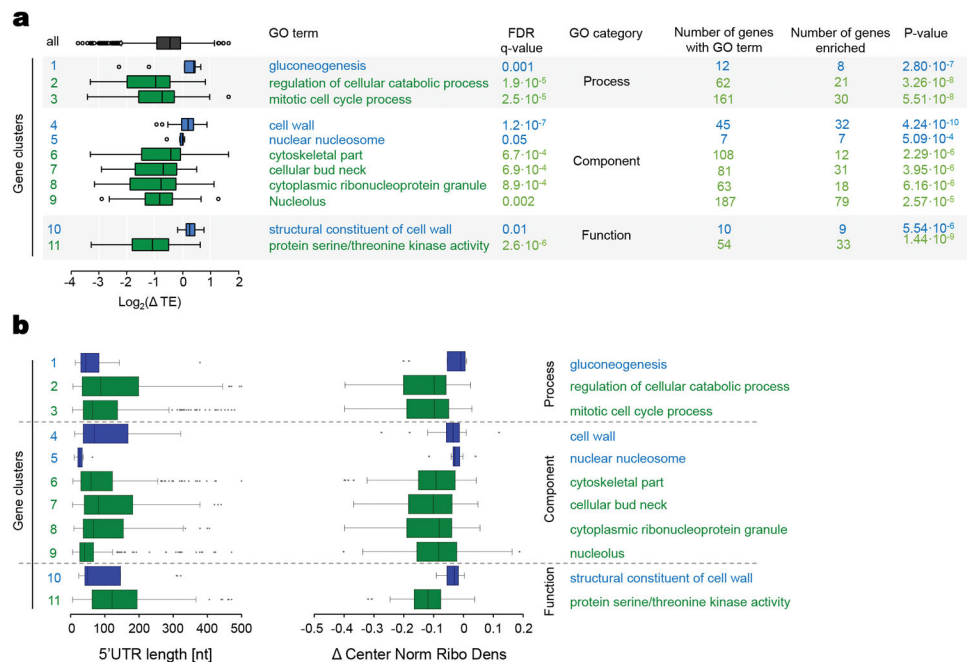 a
GO term FDR q-value GO category Number of genes with GO term Number of genes enriched P-value
all
Gene clusters
1 gluconeogenesis 0.001 12 8 2.80·10-7
2 regulation of cellular catabolic process 1.9·10-5 Process 62 21 3.26·10-8
3 mitotic cell cycle process 2.5·10-5 161 30 5.51·10-8
4 cell wall 1.2·10-7 45 32 4.24·10-10
5 nuclear nucleosome 0.05 7 7 5.09·10-4
6 cytoskeletal part 6.7·10-4 Component 108 12 2.29·10-6
7 cellular bud neck 6.9·10-4 81 31 3.95·10-6
8 cytoplasmic ribonucleoprotein granule 8.9·10-4 63 18 6.16·10-6
9 Nucleolus 0.002 187 79 2.57·10-5
10 structural constituent of cell wall 0.01 Function 10 9 5.54·10-6
11 protein serine/threonine kinase activity 2.6·10-6 54 33 1.44·10-9
-4 -3 -2 -1 0 1 2
Log2(Δ TE)
b
Gene clusters
1 gluconeogenesis
2 regulation of cellular catabolic process
3 mitotic cell cycle process
Process
4 cell wall
5 nuclear nucleosome
6 cytoskeletal part
7 cellular bud neck
8 cytoplasmic ribonucleoprotein granule
9 nucleolus
Component
10 structural constituent of cell wall
11 protein serine/threonine kinase activity
Function
0 100 200 300 400 500
5'UTR length [nt]
-0.5 -0.4 -0.3 -0.2 -0.1 0 0.1 0.2
Δ Center Norm Ribo Dens